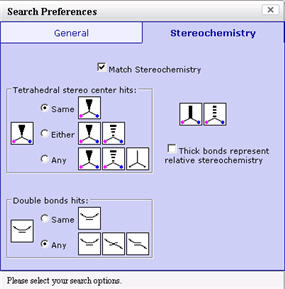 Search Preferences
General
Stereochemistry
Match Stereochemistry
Tetrahedral stereo center hits:
Same
Either
Any
Thick bonds represent
relative stereochemistry
Double bonds hits:
Same
Any
Please select your search options.